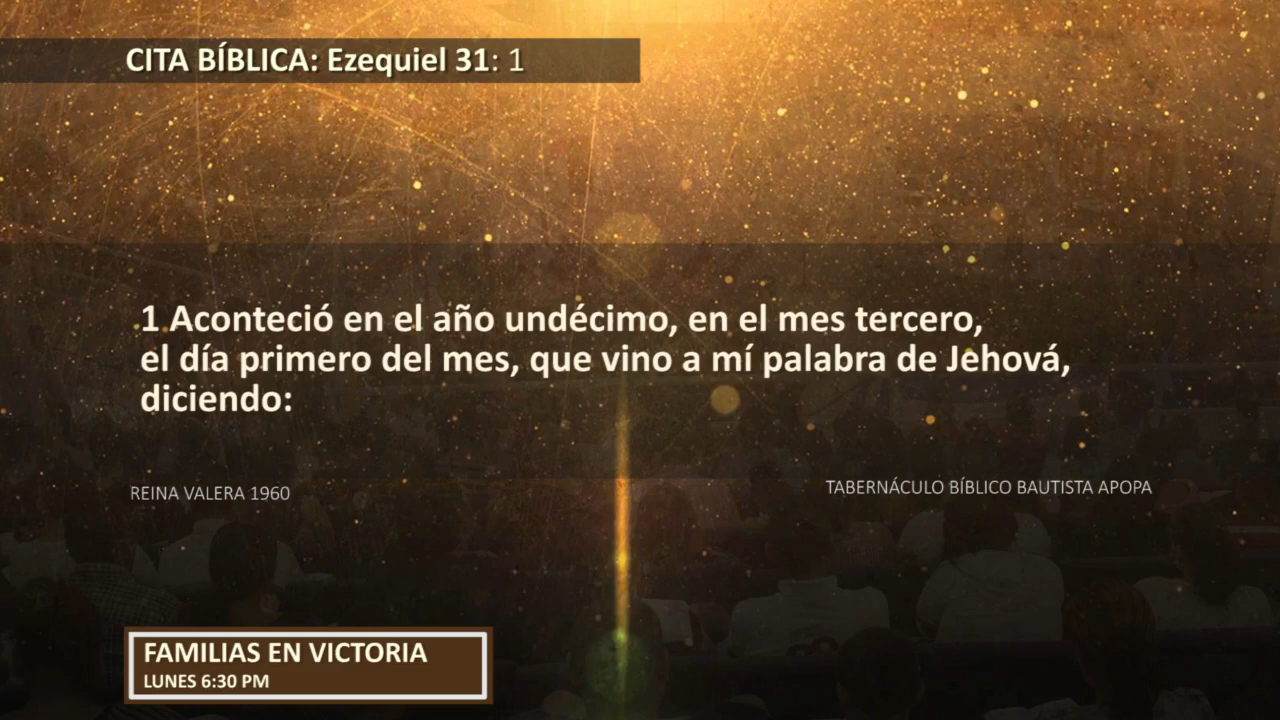 CITA BÍBLICA: Ezequiel 31: 1
1 Aconteció en el año undécimo, en el mes tercero,
el día primero del mes, que vino a mí palabra de Jehová,
diciendo:
REINA VALERA 1960
TABERNÁCULO BÍBLICO BAUTISTA APOPA
FAMILIAS EN VICTORIA
LUNES 6:30 PM